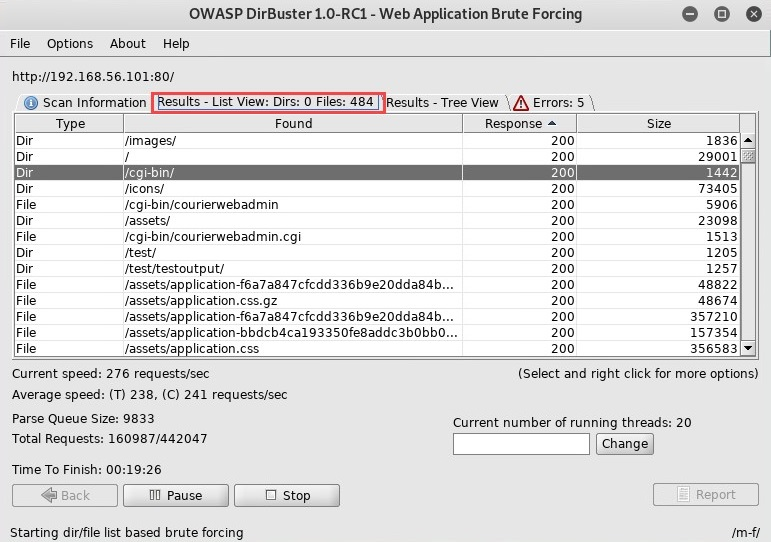 OWASP DirBuster 1.0-RC1 - Web Application Brute Forcing
File Options About Help
http://192.168.56.101:80/
Scan Information Results - List View: Dirs: 0 Files: 484 Results - Tree View Errors: 5
Type Found Response Size
Dir /images/ 200 1836
Dir / 200 29001
Dir /cgi-bin/ 200 1442
Dir /icons/ 200 73405
File /cgi-bin/courierwebadmin 200 5906
Dir /assets/ 200 23098
File /cgi-bin/courierwebadmin.cgi 200 1513
Dir /test/ 200 1205
Dir /test/testoutput/ 200 1257
File /assets/application-f6a7a847cfcdd336b9e20dda84b... 200 48822
File /assets/application.css.gz 200 48674
File /assets/application-f6a7a847cfcdd336b9e20dda84b... 200 357210
File /assets/application-bbdcb4ca193350fe8addc3b0bb0... 200 157354
File /assets/application.css 200 356583
Current speed: 276 requests/sec (Select and right click for more options)
Average speed: (T) 238, (C) 241 requests/sec
Parse Queue Size: 9833
Total Requests: 160987/442047
Current number of running threads: 20
Change
Time To Finish: 00:19:26
Back Pause Stop Report
Starting dir/file list based brute forcing /m-f/